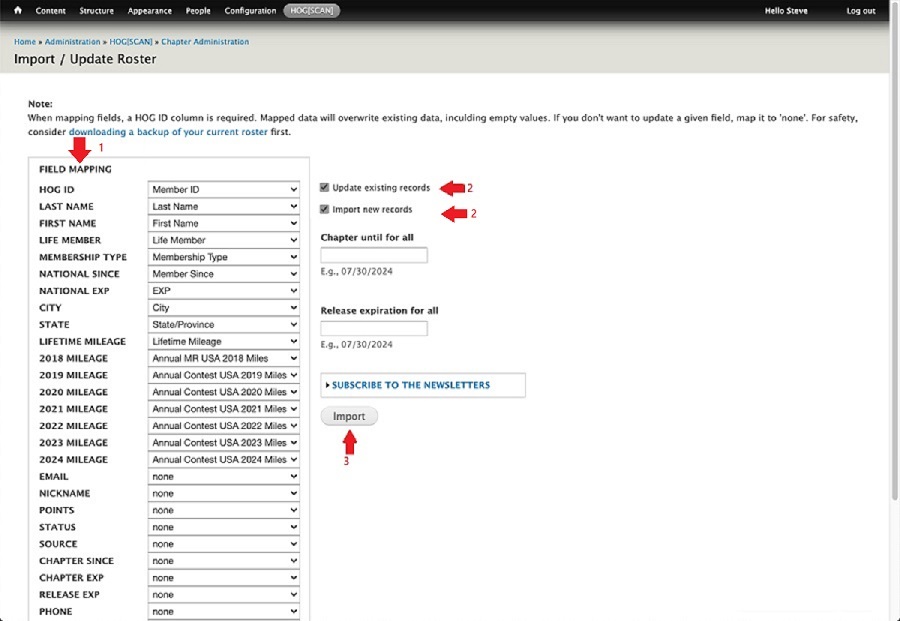 Content Structure Appearance People Configuration HOG[SCAN] Hello Steve Log out
Home » Administration » HOG[SCAN] » Chapter Administration
Import / Update Roster
Note:
When mapping fields, a HOG ID column is required. Mapped data will overwrite existing data, inculding empty values. If you don't want to update a given field, map it to 'none'. For safety,
consider downloading a backup of your current roster first.
1
FIELD MAPPING
HOG ID Member ID
LAST NAME Last Name
FIRST NAME First Name
LIFE MEMBER Life Member
MEMBERSHIP TYPE Membership Type
NATIONAL SINCE Member Since
NATIONAL EXP EXP
CITY City
STATE State/Province
LIFETIME MILEAGE Lifetime Mileage
2018 MILEAGE Annual MR USA 2018 Miles
2019 MILEAGE Annual Contest USA 2019 Miles
2020 MILEAGE Annual Contest USA 2020 Miles
2021 MILEAGE Annual Contest USA 2021 Miles
2022 MILEAGE Annual Contest USA 2022 Miles
2023 MILEAGE Annual Contest USA 2023 Miles
2024 MILEAGE Annual Contest USA 2024 Miles
EMAIL none
NICKNAME none
POINTS none
STATUS none
SOURCE none
CHAPTER SINCE none
CHAPTER EXP none
RELEASE EXP none
PHONE none
Update existing records 2
Import new records 2
Chapter until for all
E.g., 07/30/2024
Release expiration for all
E.g., 07/30/2024
SUBSCRIBE TO THE NEWSLETTERS
Import
3